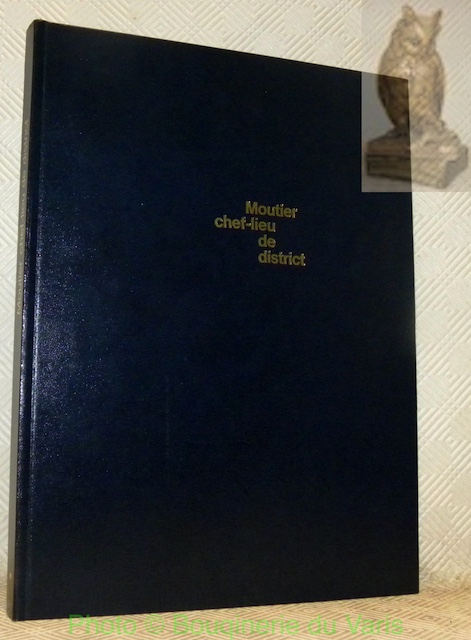 Moutier
chef-lieu
de
district
Photo © Bouquinerie du Varis